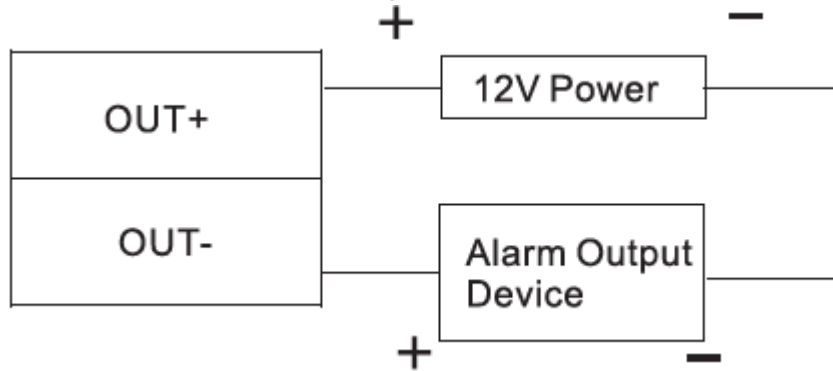 + −
OUT+
12V Power
OUT-
Alarm Output
Device
+ −